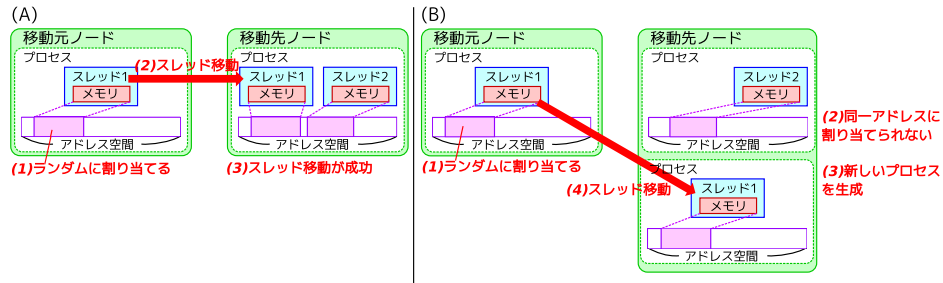 (A)
移動元ノード
プロセス
スレッド1
メモリ
アドレス空間
(1)ランダムに割り当てる
(2)スレッド移動
移動先ノード
プロセス
スレッド1
メモリ
スレッド2
メモリ
アドレス空間
(3)スレッド移動が成功
(B)
移動元ノード
プロセス
スレッド1
メモリ
アドレス空間
(1)ランダムに割り当てる
移動先ノード
プロセス
スレッド2
メモリ
アドレス空間
(2)同一アドレスに
割り当てられない
(3)新しいプロセス
を生成
(4)スレッド移動
プロセス
スレッド1
メモリ
アドレス空間